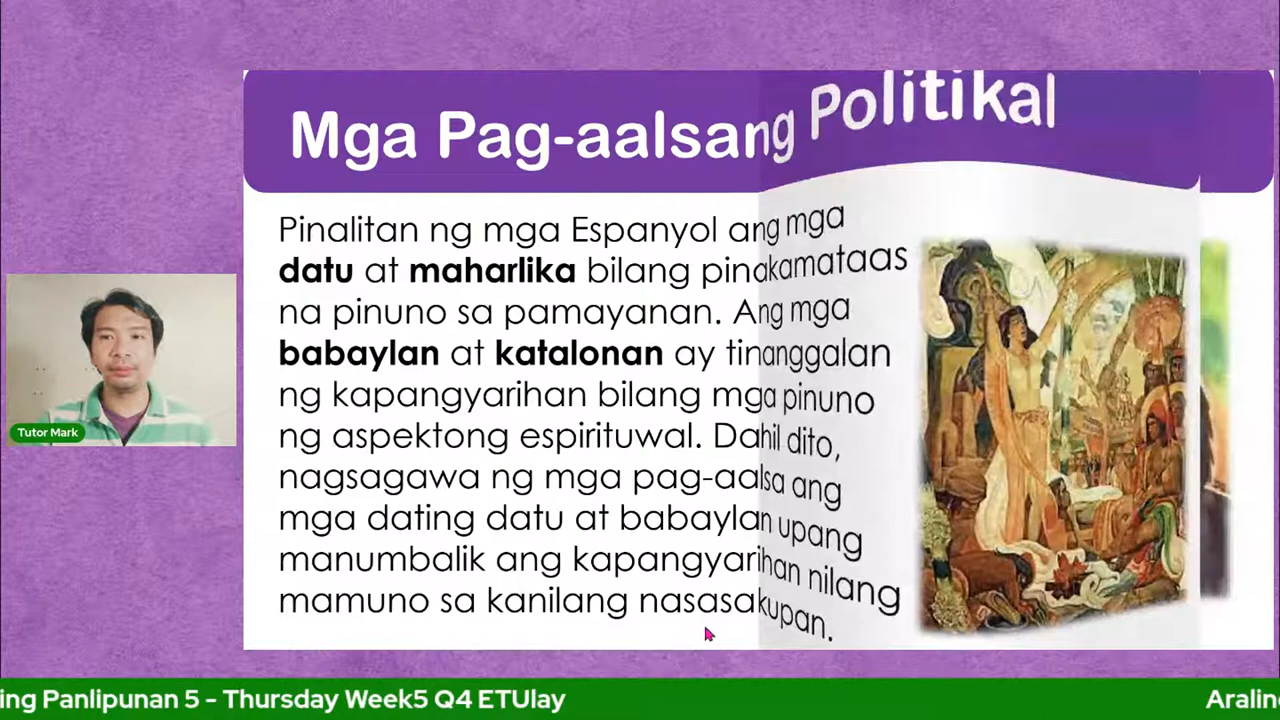 Mga Pag-aalsang Politikal
Pinalitan ng mga Espanyol ang mga
datu at maharlika bilang pinakamataas
na pinuno sa pamayanan. Ang mga
babaylan at katalonan ay tinanggalan
ng kapangyarihan bilang mga pinuno
ng aspektong espirituwal. Dahil dito,
nagsagawa ng mga pag-aalsa ang
mga dating datu at babaylan upang
manumbalik ang kapangyarihan nilang
mamuno sa kanilang nasasakupan.
Tutor Mark
ing Panlipunan 5 - Thursday Week5 Q4 ETUlay
Araling